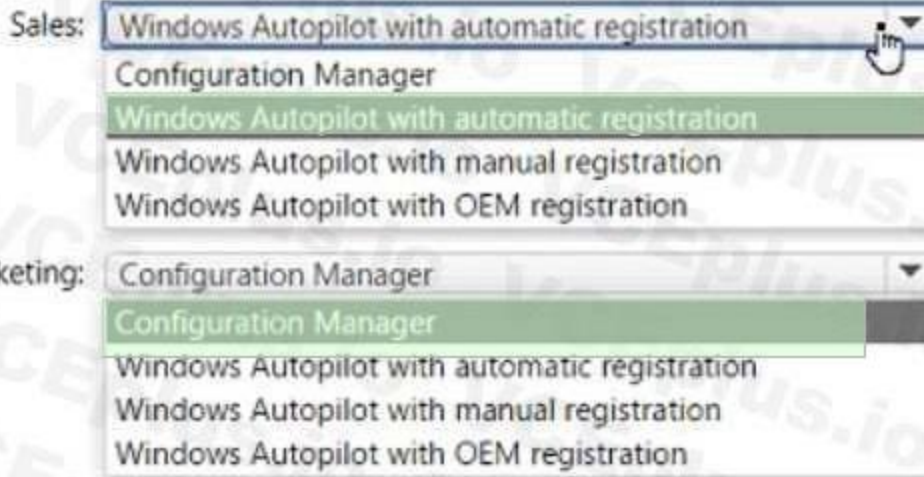 Sales: Windows Autopilot with automatic registration
Configuration Manager
Windows Autopilot with automatic registration
Windows Autopilot with manual registration
Windows Autopilot with OEM registration
keting: Configuration Manager
Configuration Manager
Windows Autopilot with automatic registration
Windows Autopilot with manual registration
Windows Autopilot with OEM registration